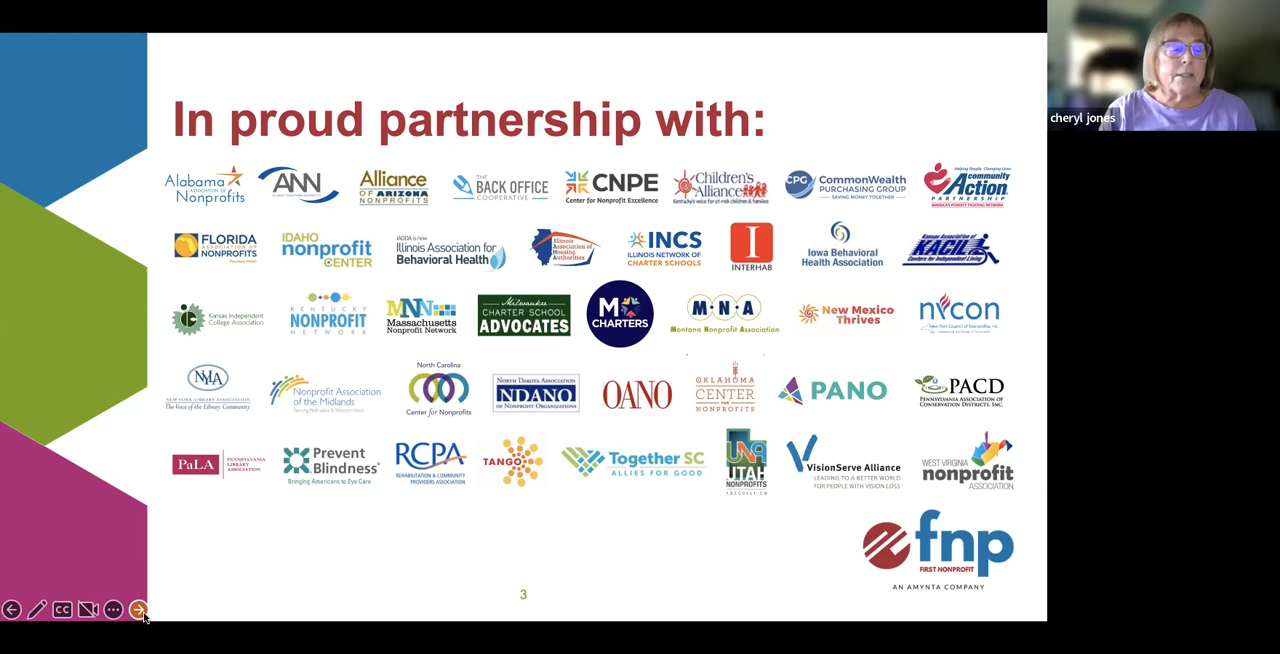 In proud partnership with:
cheryl jones
Alabama
ASSOCIATION OF
Nonprofits
ANN
Alliance
OF ARIZONA
NONPROFITS
THE
BACK OFFICE
COOPERATIVE
CNPE
Center for Nonprofit Excellence
Children's
Alliance
Kentucky's voice for at-risk children and families
CPG
COMMONWEALTH
PURCHASING GROUP
SAVING MONEY TOGETHER
Helping People. Changing Lives.
community
Action
PARTNERSHIP
AMERICA'S POVERTY FIGHTING NETWORK
FLORIDA
ASSOCIATION OF
NONPROFITS
IDAHO
nonprofit
CENTER
IADDA is now
Illinois Association for
Behavioral Health
Illinois
Association of
Housing
Authorities
INCS
ILLINOIS NETWORK OF
CHARTER SCHOOLS
I
INTERHAB
Iowa Behavioral
Health Association
Kansas Association of
KACIL
Centers for Independent Living
Kansas Independent
College Association
KENTUCKY
NONPROFIT
NETWORK
MNN
Massachusetts
Nonprofit Network
Milwaukee
CHARTER SCHOOL
ADVOCATES
M
CHARTERS
M·N·A
Montana Nonprofit Association
New Mexico
Thrives
nycon
New York Council of Nonprofits, Inc.
NYLA
NEW YORK LIBRARY ASSOCIATION
The Voice of the Library Community
Nonprofit Association
of the Midlands
Serving Nebraska & Western Iowa
North Carolina
Center for Nonprofits
NORTH DAKOTA ASSOCIATION
NDANO
OF NONPROFIT ORGANIZATIONS
OANO
OKLAHOMA
CENTER
FOR
NONPROFITS
PANO
PACD
PENNSYLVANIA ASSOCIATION OF
CONSERVATION DISTRICTS, INC.
PaLA
PENNSYLVANIA
LIBRARY
ASSOCIATION
Prevent
Blindness®
Bringing Americans to Eye Care
RCPA
REHABILITATION & COMMUNITY
PROVIDERS ASSOCIATION
TANGO
Together SC
ALLIES FOR GOOD
UNA
UTAH
NONPROFITS
ASSOCIATION
VisionServe Alliance
LEADING TO A BETTER WORLD
FOR PEOPLE WITH VISION LOSS
WEST VIRGINIA
nonprofit
ASSOCIATION
fnp
FIRST NONPROFIT
AN AMYNTA COMPANY
3
CC